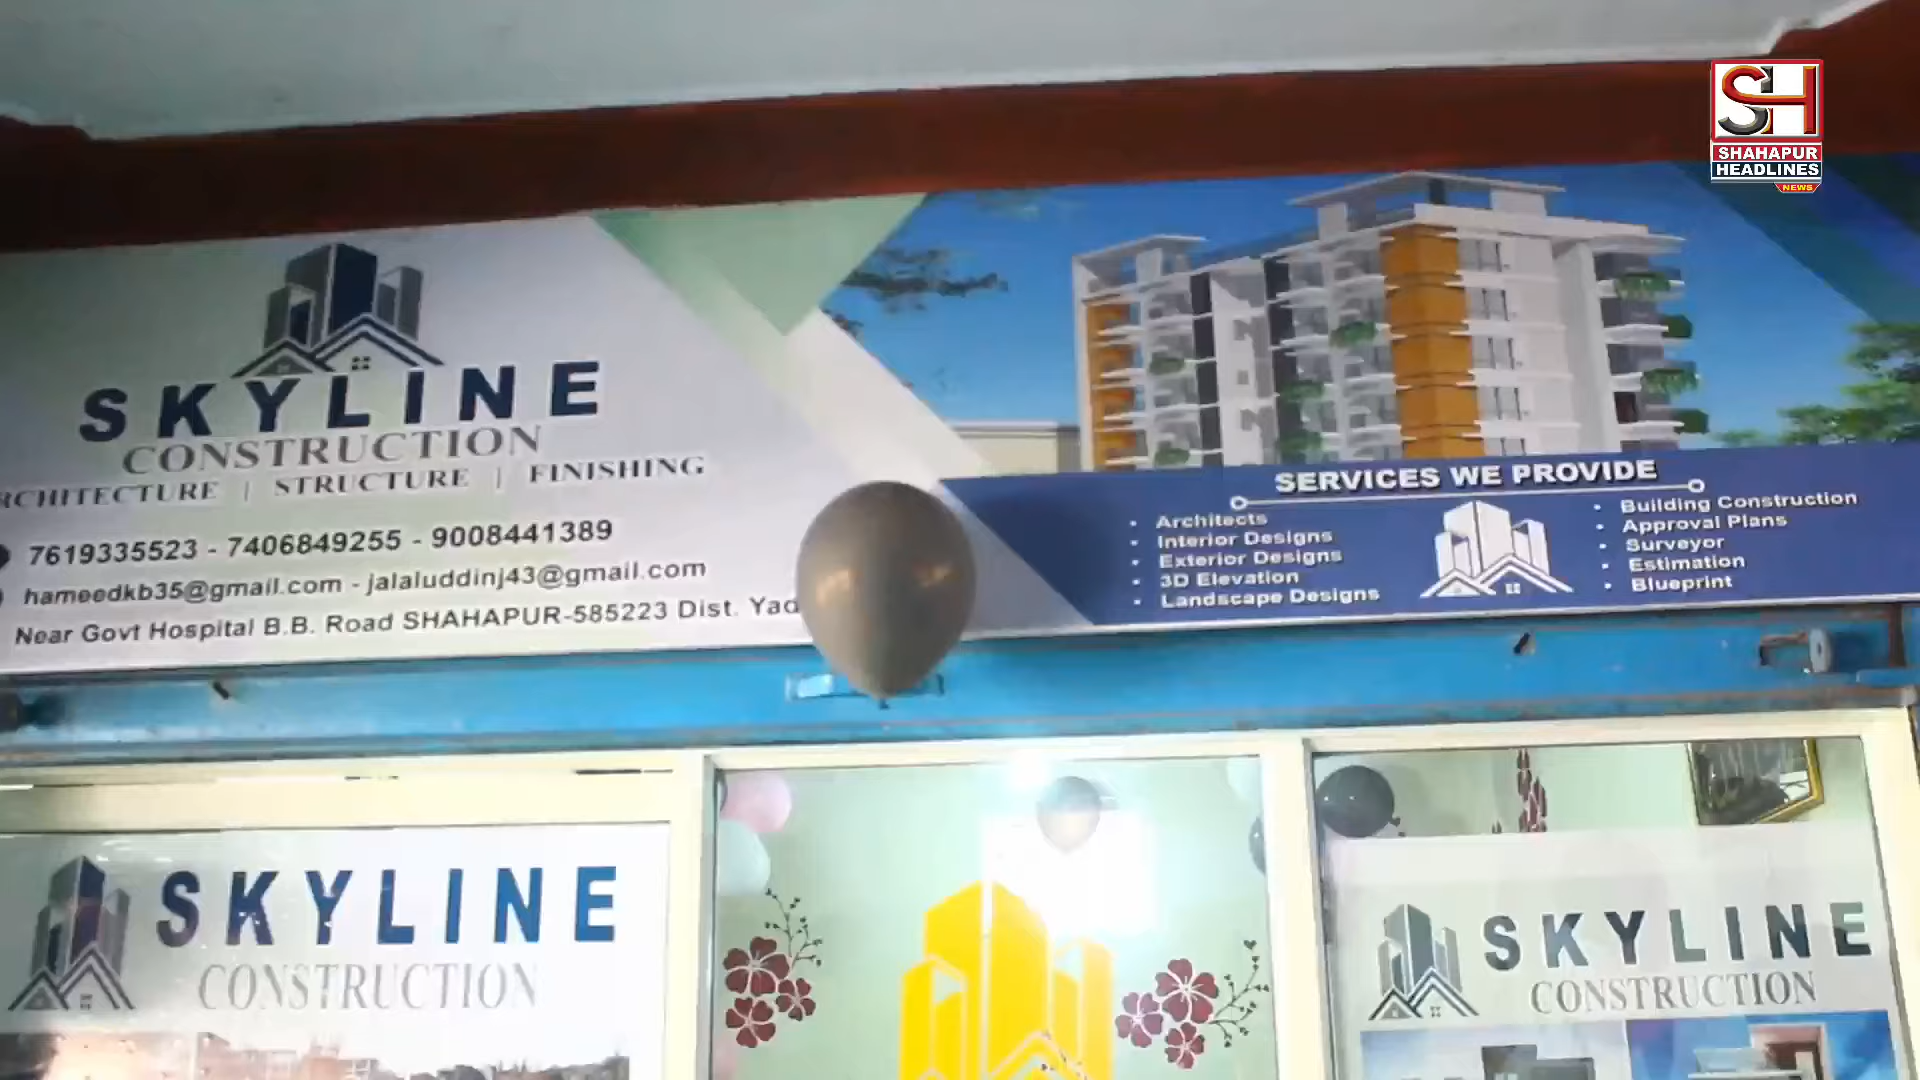 SH
SHAHAPUR
HEADLINES
NEWS
SKYLINE
CONSTRUCTION
RCHITECTURE | STRUCTURE | FINISHING
7619335523 - 7406849255 - 9008441389
hameedkb35@gmail.com - jalaluddinj43@gmail.com
Near Govt Hospital B.B. Road SHAHAPUR-585223 Dist. Yad
SERVICES WE PROVIDE
• Architects
• Interior Designs
• Exterior Designs
• 3D Elevation
• Landscape Designs
• Building Construction
• Approval Plans
• Surveyor
• Estimation
• Blueprint
SKYLINE
CONSTRUCTION
SKYLINE
CONSTRUCTION